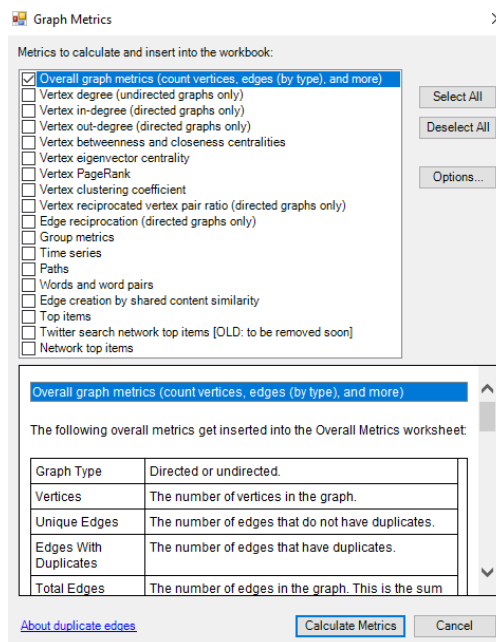 Graph Metrics
Metrics to calculate and insert into the workbook:
Overall graph metrics (count vertices, edges (by type), and more)
Vertex degree (undirected graphs only)
Vertex in-degree (directed graphs only)
Vertex out-degree (directed graphs only)
Vertex betweenness and closeness centralities
Vertex eigenvector centrality
Vertex PageRank
Vertex clustering coefficient
Vertex reciprocated vertex pair ratio (directed graphs only)
Edge reciprocation (directed graphs only)
Group metrics
Time series
Paths
Words and word pairs
Edge creation by shared content similarity
Top items
Twitter search network top items [OLD: to be removed soon]
Network top items
Select All
Deselect All
Options...
Overall graph metrics (count vertices, edges (by type), and more)
The following overall metrics get inserted into the Overall Metrics worksheet:
Graph Type Directed or undirected.
Vertices The number of vertices in the graph.
Unique Edges The number of edges that do not have duplicates.
Edges With The number of edges that have duplicates.
Duplicates
Total Edges The number of edges in the graph. This is the sum
About duplicate edges Calculate Metrics Cancel